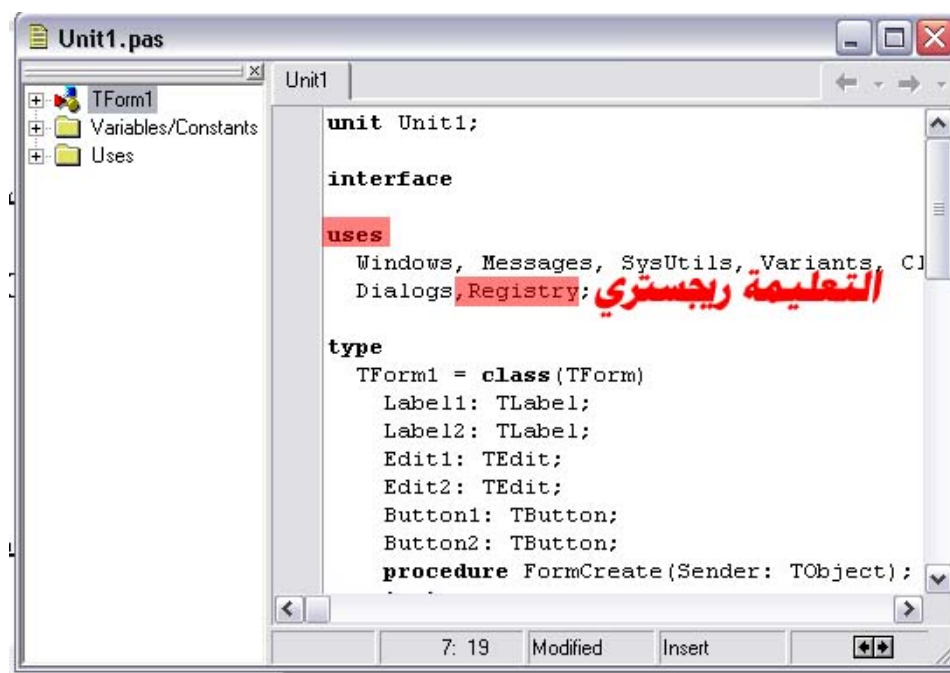 Unit1.pas
TForm1
Variables/Constants
Uses
Unit1
unit Unit1;
interface
uses
Windows, Messages, SysUtils, Variants, Cl
Dialogs,Registry;
التعليمة ريجستري
type
TForm1 = class(TForm)
Label1: TLabel;
Label2: TLabel;
Edit1: TEdit;
Edit2: TEdit;
Button1: TButton;
Button2: TButton;
procedure FormCreate(Sender: TObject);
7: 19
Modified
Insert